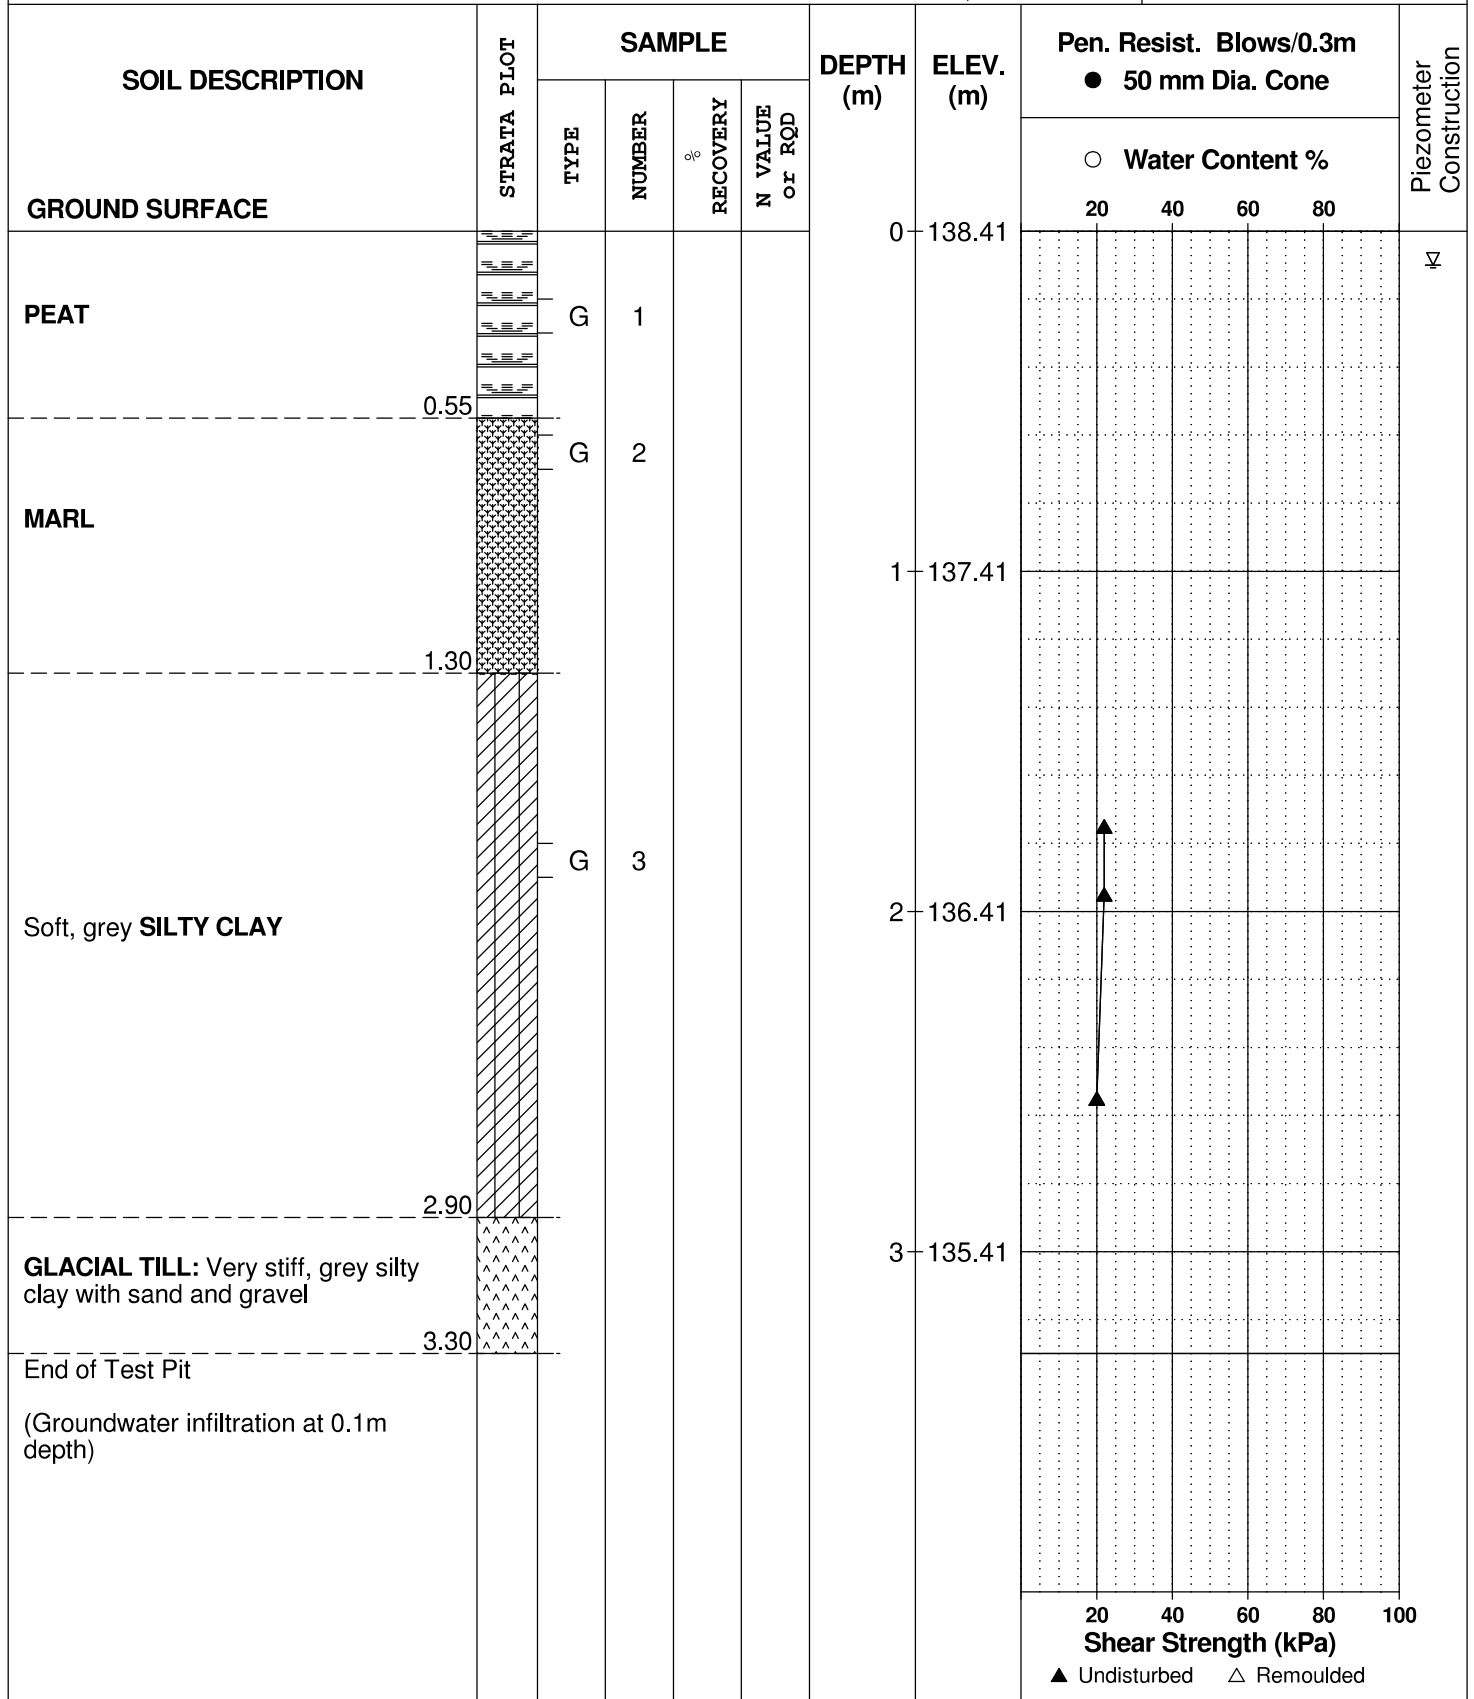 SOIL DESCRIPTION
GROUND SURFACE
STRATA PLOT
SAMPLE
TYPE
NUMBER
%
RECOVERY
N VALUE
or RQD
DEPTH
(m)
ELEV.
(m)
Pen. Resist. Blows/0.3m
● 50 mm Dia. Cone
○ Water Content %
20 40 60 80
Piezometer
Construction
0 138.41
PEAT
G 1
0.55
G 2
MARL
1 137.41
1.30
G 3
2 136.41
Soft, grey SILTY CLAY
2.90
3 135.41
GLACIAL TILL: Very stiff, grey silty
clay with sand and gravel
3.30
End of Test Pit
(Groundwater infiltration at 0.1m
depth)
20 40 60 80 100
Shear Strength (kPa)
▲ Undisturbed △ Remoulded